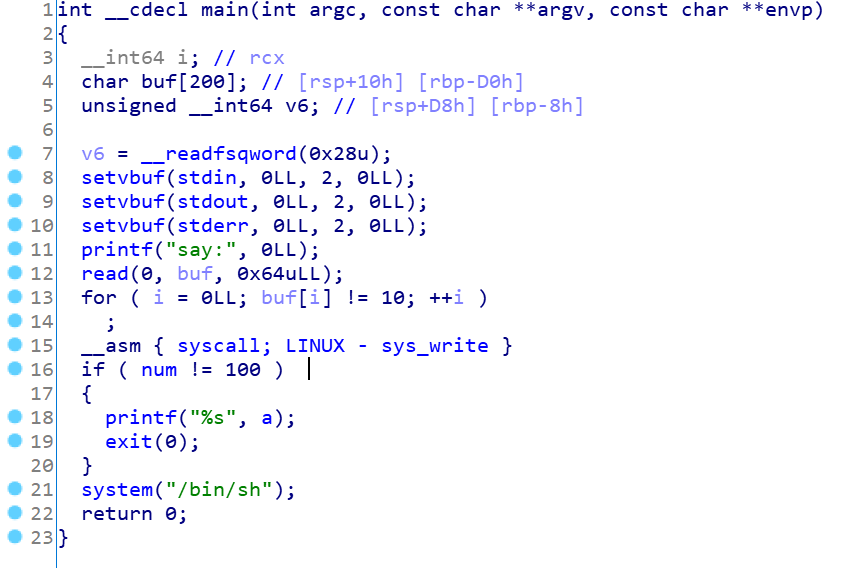 1 int __cdecl main(int argc, const char **argv, const char **envp)
2 {
3   __int64 i; // rcx
4   char buf[200]; // [rsp+10h] [rbp-D0h]
5   unsigned __int64 v6; // [rsp+D8h] [rbp-8h]
6
7   v6 = __readfsqword(0x28u);
8   setvbuf(stdin, 0LL, 2, 0LL);
9   setvbuf(stdout, 0LL, 2, 0LL);
10   setvbuf(stderr, 0LL, 2, 0LL);
11   printf("say:", 0LL);
12   read(0, buf, 0x64uLL);
13   for ( i = 0LL; buf[i] != 10; ++i )
14     ;
15   __asm { syscall; LINUX - sys_write }
16   if ( num != 100 )
17   {
18     printf("%s", a);
19     exit(0);
20   }
21   system("/bin/sh");
22   return 0;
23 }